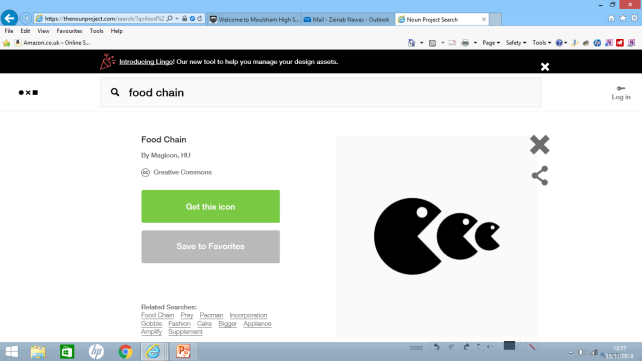 https://thenounproject.com/search/?q=food%2
Welcome to Moulsham High S...
Mail - Zaineb Nawaz - Outlook
Noun Project Search
File Edit View Favourites Tools Help
Amazon.co.uk – Online S...
Page Safety Tools
Introducing Lingo! Our new tool to help you manage your design assets.
food chain
Log in
Food Chain
By Magicon, HU
cc Creative Commons
Get this icon
Save to Favorites
Related Searches:
Food Chain Prey Pacman Incorporation
Gobble Fashion Cake Bigger Appliance
Amplify Supplement
reset 0°
12:57